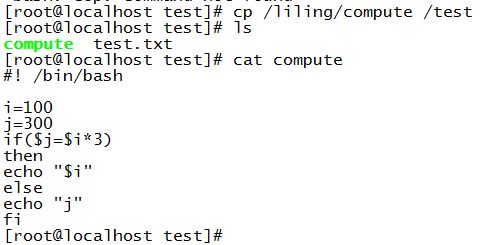 [root@localhost test]# cp /liling/compute /test
[root@localhost test]# ls
compute  test.txt
[root@localhost test]# cat compute
#! /bin/bash

i=100
j=300
if($j=$i*3)
then
echo "$i"
else
echo "j"
fi
[root@localhost test]#